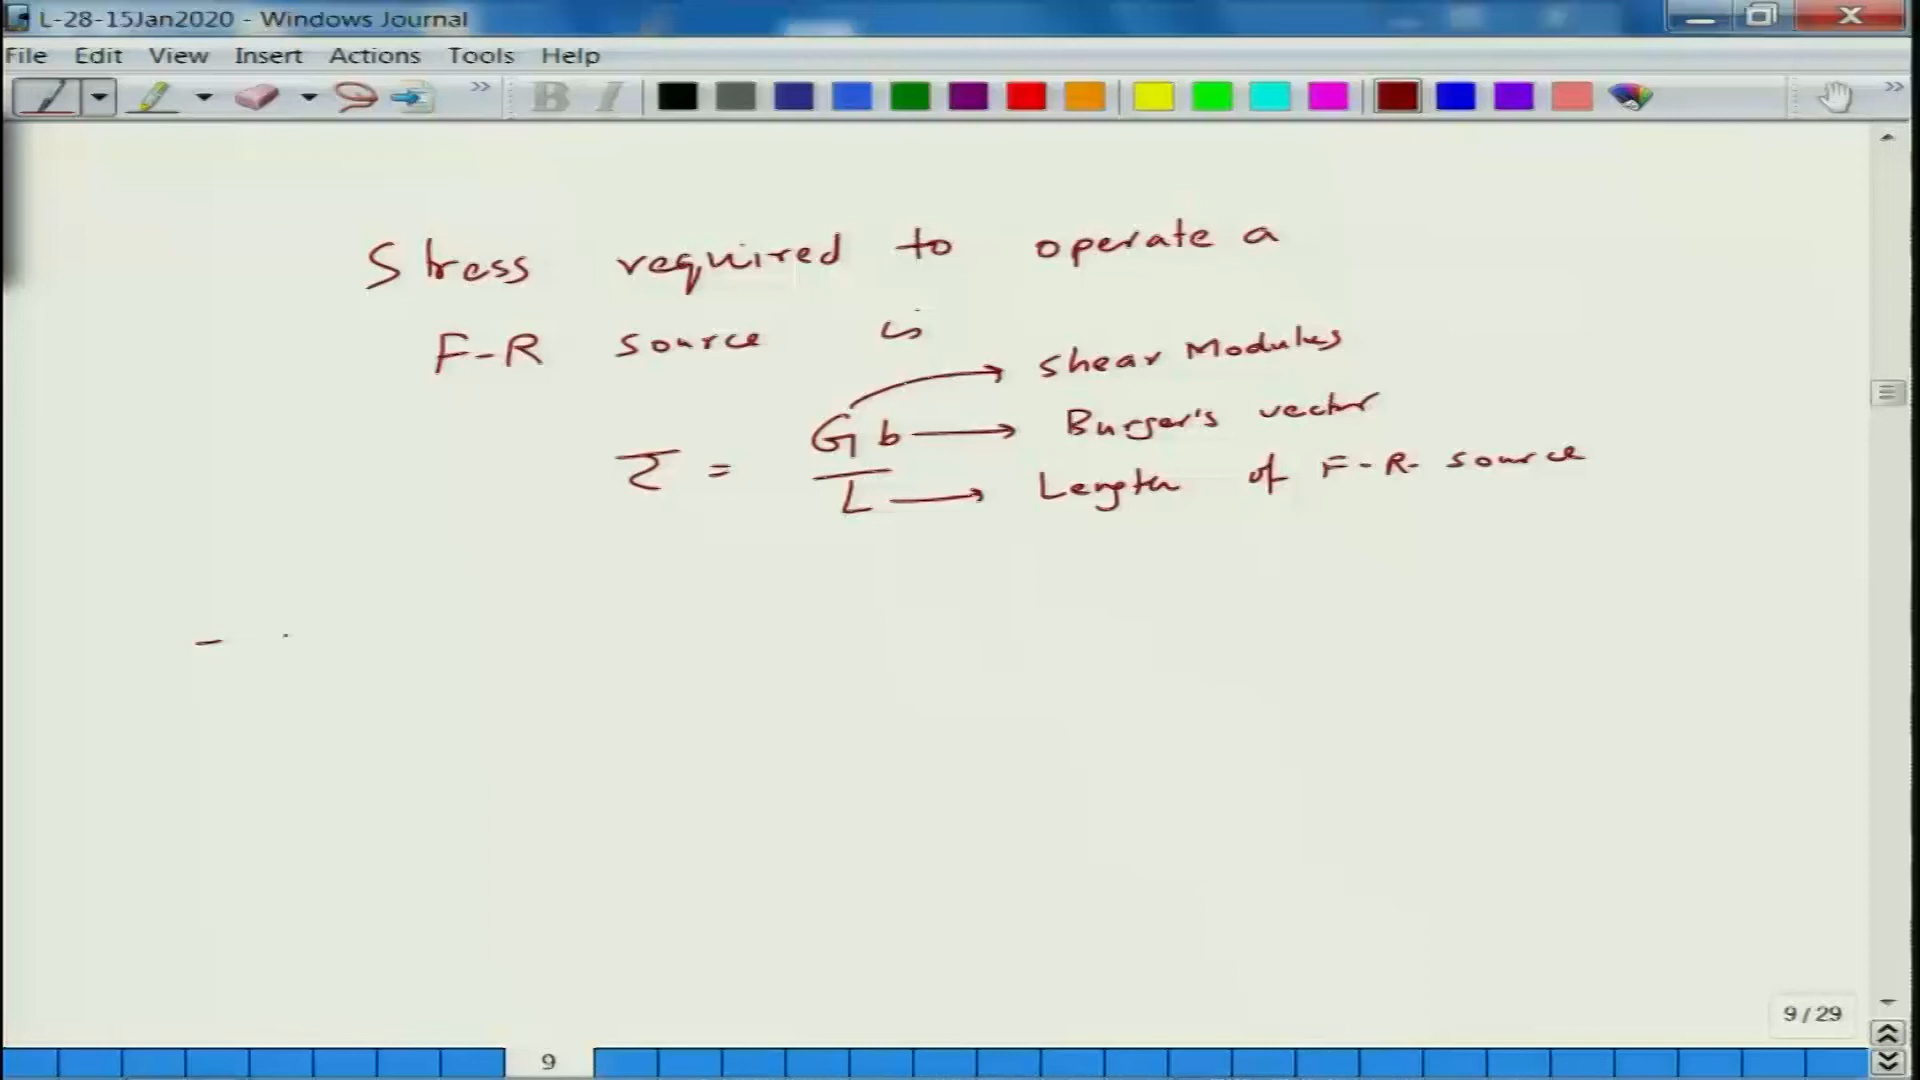 L-28-15Jan2020 - Windows Journal
File Edit View Insert Actions Tools Help
B I
Stress required to operate a
F-R source is
τ = Gb/L
G → Shear Modules
b → Burger's vector
L → Length of F-R- source
-
9/29
9